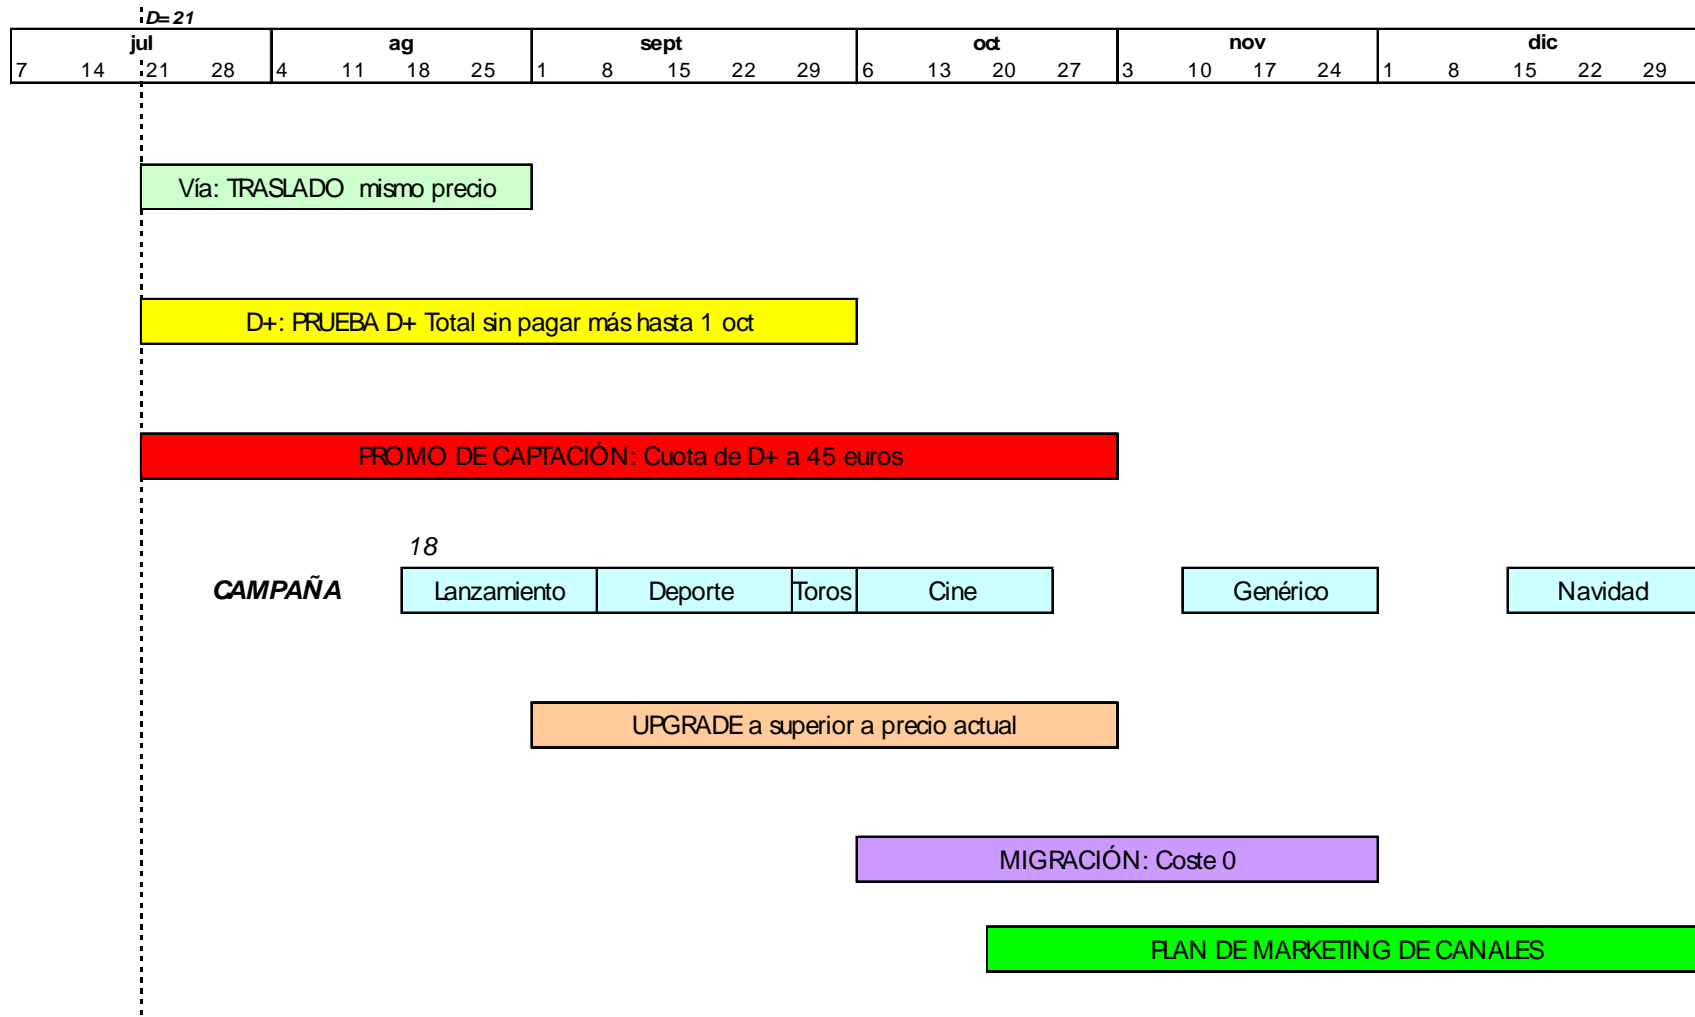 D=21
jul ag sept oct nov dic
7 14 21 28 4 11 18 25 1 8 15 22 29 6 13 20 27 3 10 17 24 1 8 15 22 29
Vía: TRASLADO mismo precio
D+: PRUEBA D+ Total sin pagar más hasta 1 oct
PROMO DE CAPTACIÓN: Cuota de D+ a 45 euros
18
CAMPAÑA Lanzamiento Deporte Toros Cine Genérico Navidad
UPGRADE a superior a precio actual
MIGRACIÓN: Coste 0
PLAN DE MARKETING DE CANALES